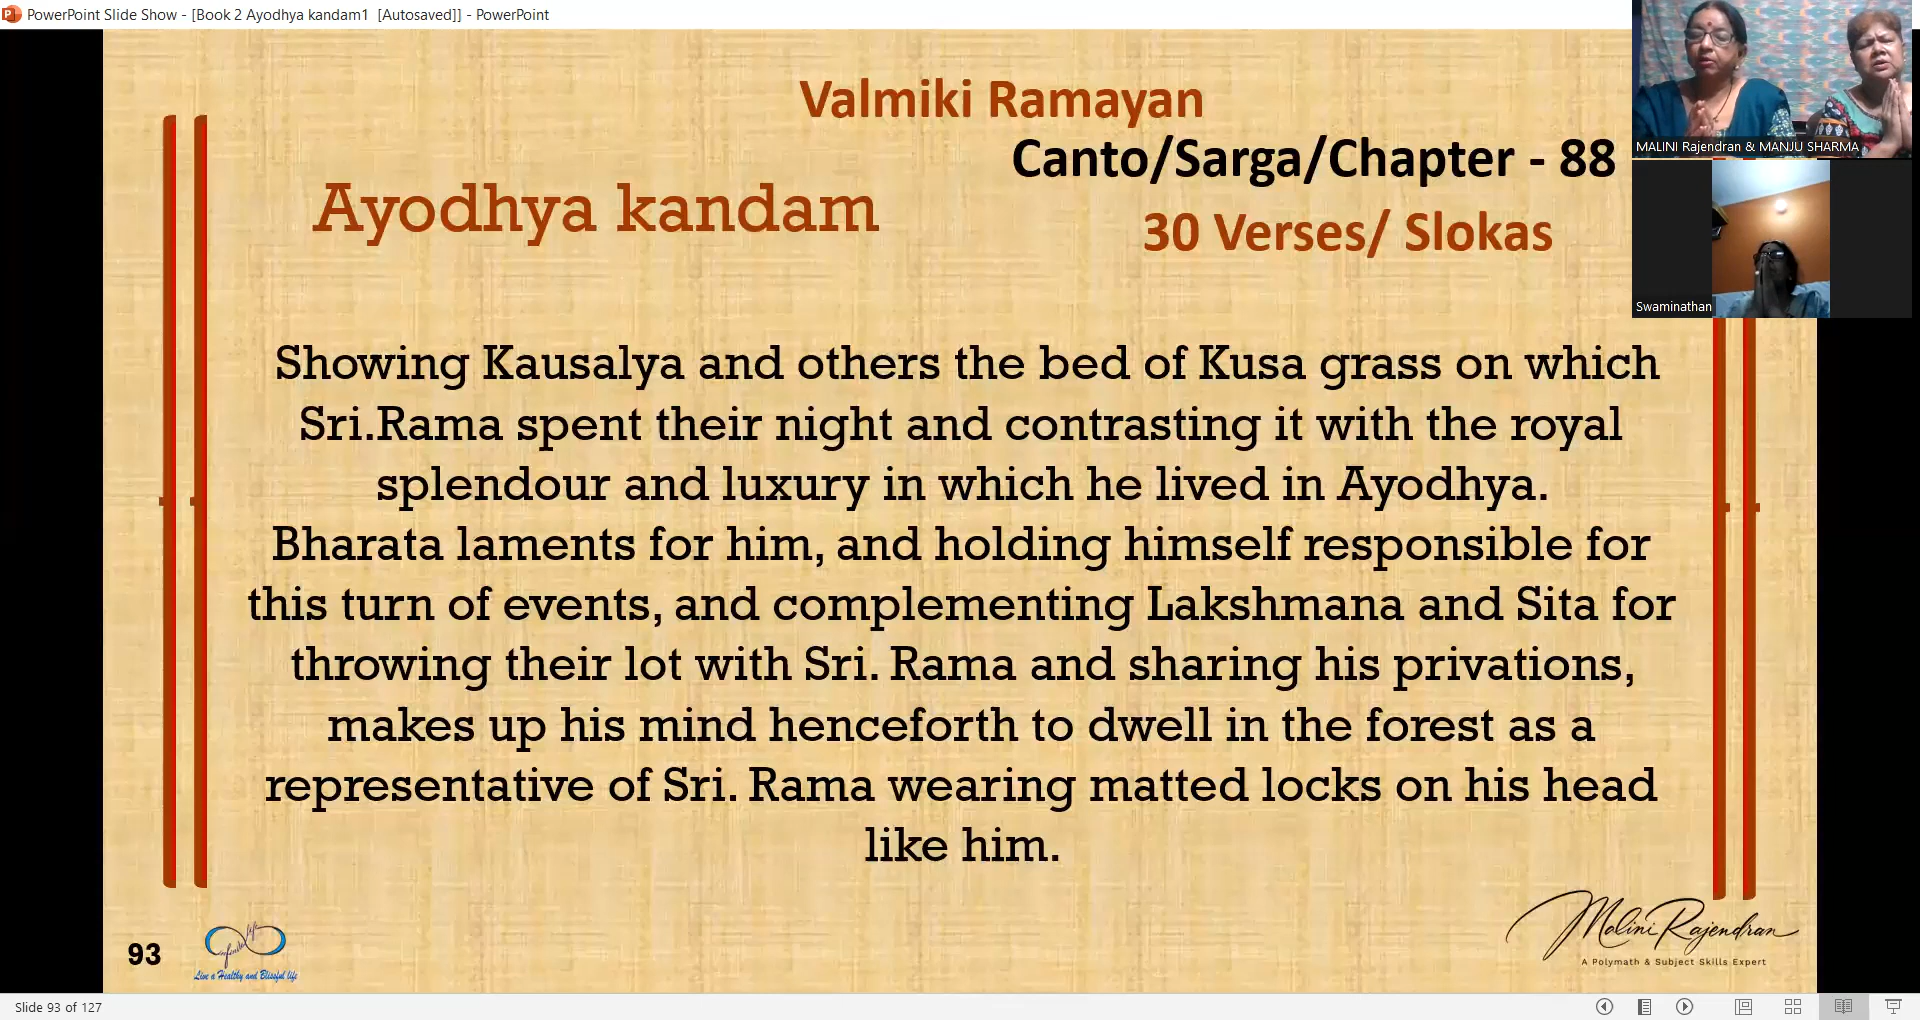 PowerPoint Slide Show - [Book 2 Ayodhya kandam1 [Autosaved]] - PowerPoint
Valmiki Ramayan
Canto/Sarga/Chapter - 88
Ayodhya kandam
30 Verses/ Slokas
MALINI Rajendran & MANJU SHARMA
Swaminathan
Showing Kausalya and others the bed of Kusa grass on which
Sri.Rama spent their night and contrasting it with the royal
splendour and luxury in which he lived in Ayodhya.
Bharata laments for him, and holding himself responsible for
this turn of events, and complementing Lakshmana and Sita for
throwing their lot with Sri. Rama and sharing his privations,
makes up his mind henceforth to dwell in the forest as a
representative of Sri. Rama wearing matted locks on his head
like him.
93
infinite life
Live a Healthy and Blissful life
Malini Rajendran
A Polymath & Subject Skills Expert
Slide 93 of 127